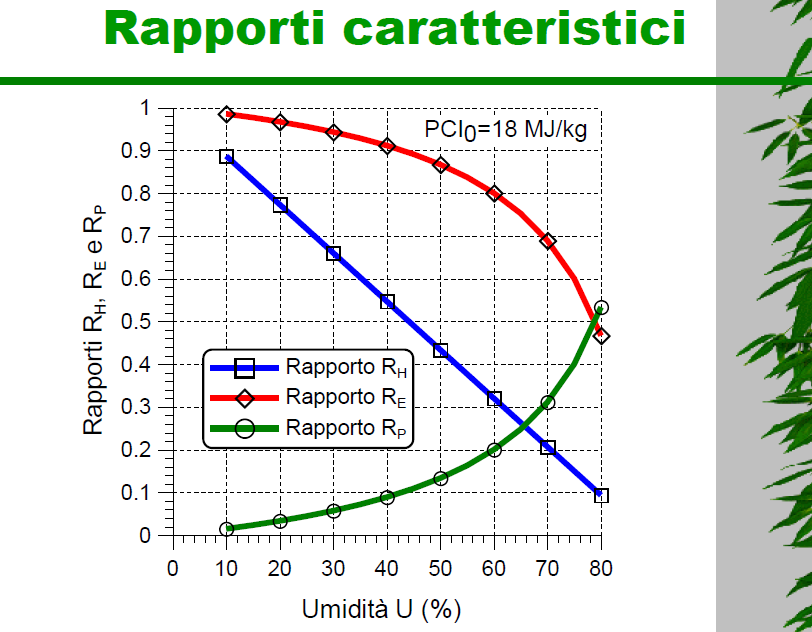 Rapporti caratteristici
PCI0=18 MJ/kg
Rapporti RH, RE e RP
1
0.9
0.8
0.7
0.6
0.5
0.4
0.3
0.2
0.1
0
Rapporto RH
Rapporto RE
Rapporto RP
0 10 20 30 40 50 60 70 80
Umidità U (%)